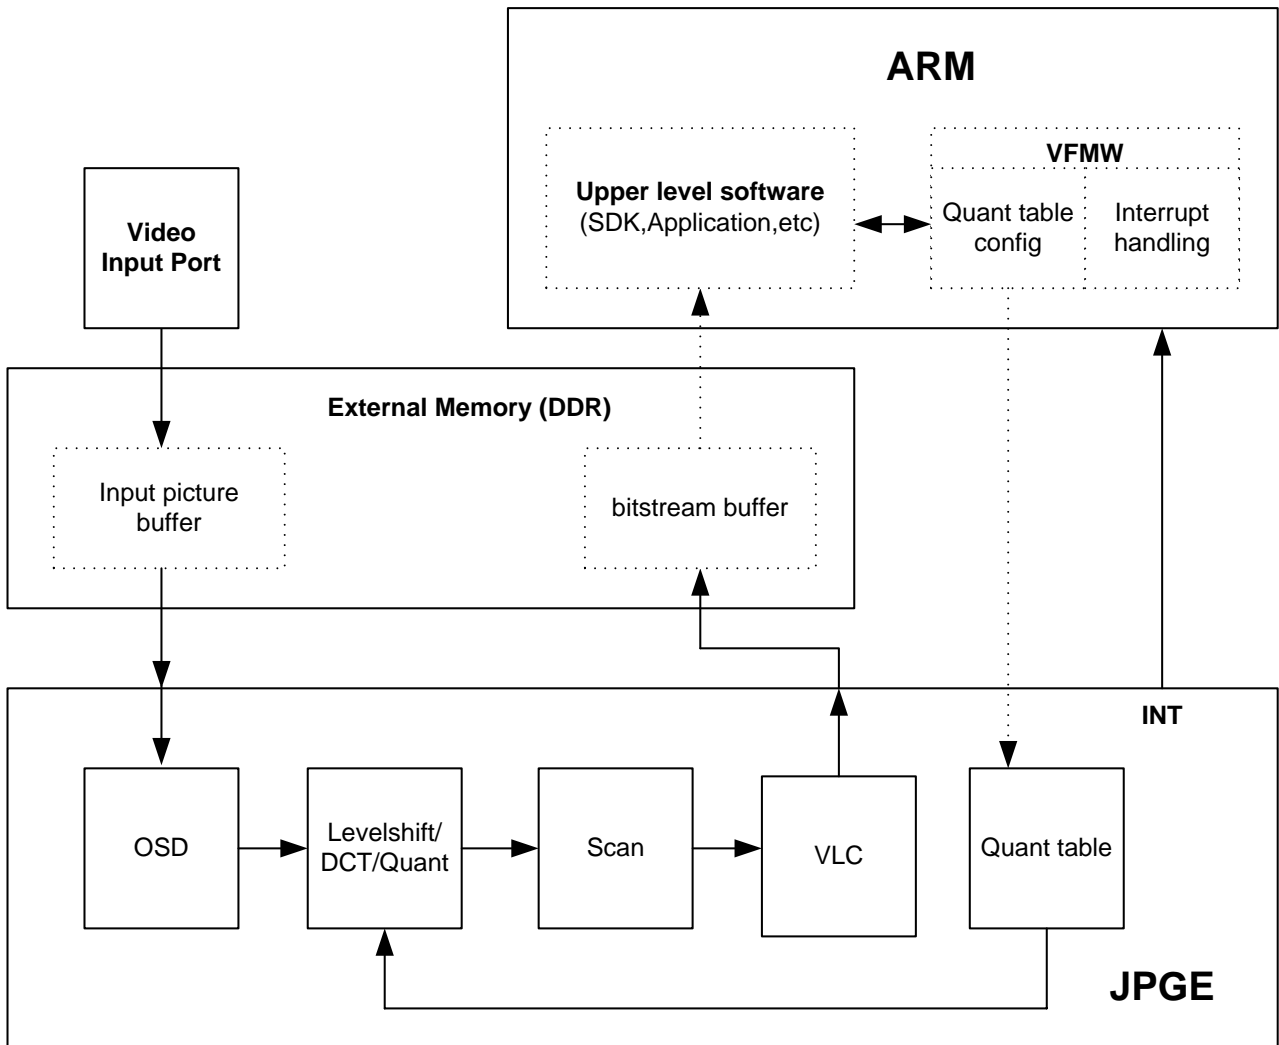 ARM
VFMW
Upper level software
(SDK,Application,etc)
Quant table
config
Interrupt
handling
Video
Input Port
External Memory (DDR)
Input picture
buffer
bitstream buffer
INT
OSD
Levelshift/
DCT/Quant
Scan
VLC
Quant table
JPGE